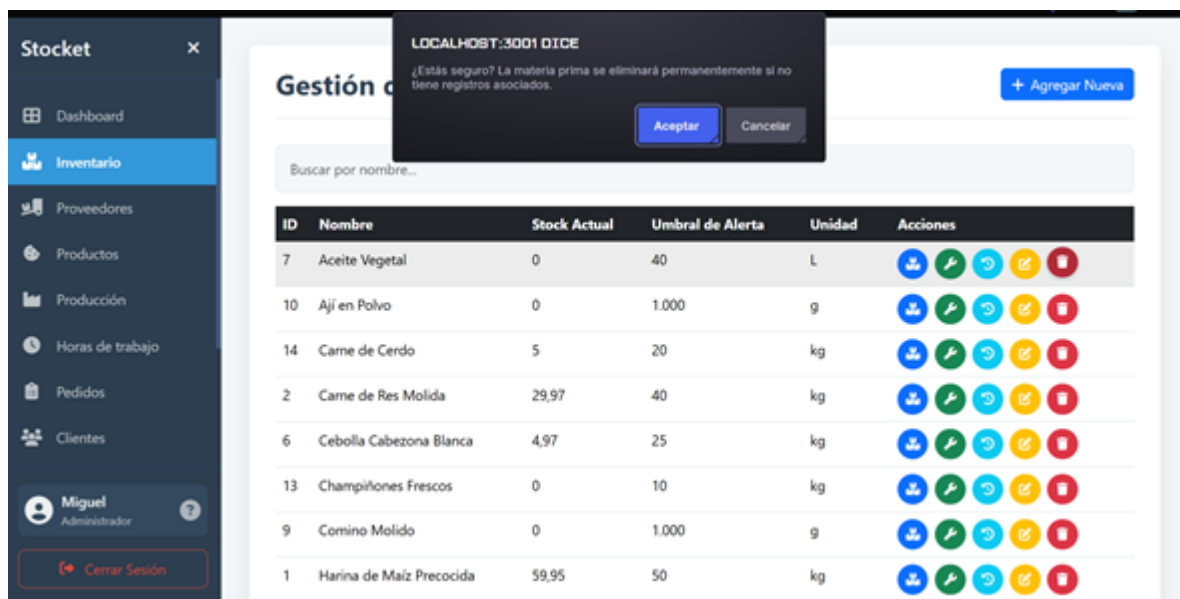 Stocket ×
LOCALHOST:3001 DICE
¿Estás seguro? La materia prima se eliminará permanentemente si no
tiene registros asociados.
Aceptar Cancelar
Gestión
+ Agregar Nueva
Dashboard
Inventario
Proveedores
Productos
Producción
Horas de trabajo
Pedidos
Clientes
Miguel
Administrador
Cerrar Sesión
Buscar por nombre...
ID Nombre Stock Actual Umbral de Alerta Unidad Acciones
7 Aceite Vegetal 0 40 L
10 Ají en Polvo 0 1.000 g
14 Carne de Cerdo 5 20 kg
2 Carne de Res Molida 29,97 40 kg
6 Cebolla Cabezona Blanca 4,97 25 kg
13 Champiñones Frescos 0 10 kg
9 Comino Molido 0 1.000 g
1 Harina de Maíz Precocida 59,95 50 kg